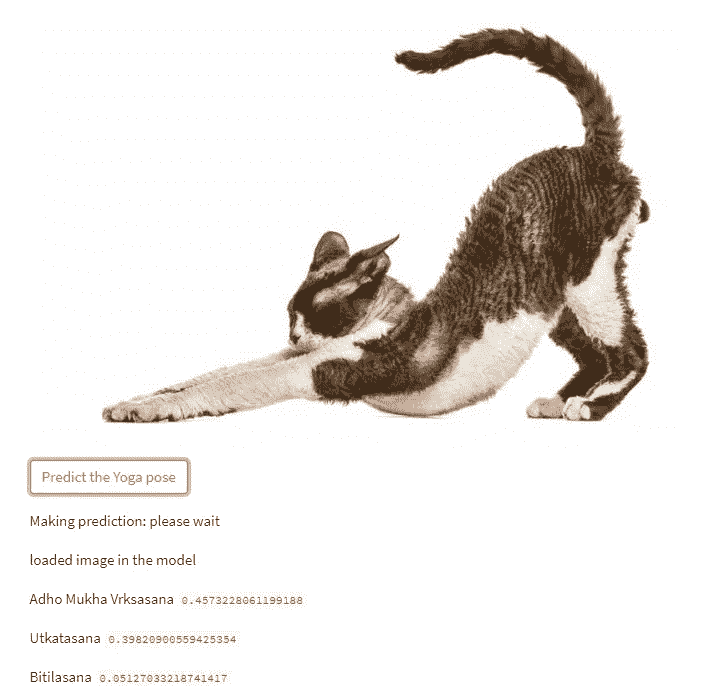 Predict the Yoga pose
Making prediction: please wait
loaded image in the model
Adho Mukha Vrksasana 0.4573228061199188
Utkatasana 0.39820900559425354
Bitilasana 0.05127033218741417